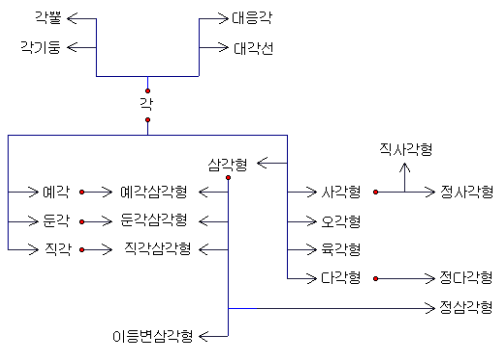 각뿔
대응각
각기둥
대각선
각
직사각형
삼각형
예각
예각삼각형
사각형
정사각형
둔각
둔각삼각형
오각형
직각
직각삼각형
육각형
다각형
정다각형
정삼각형
이등변삼각형